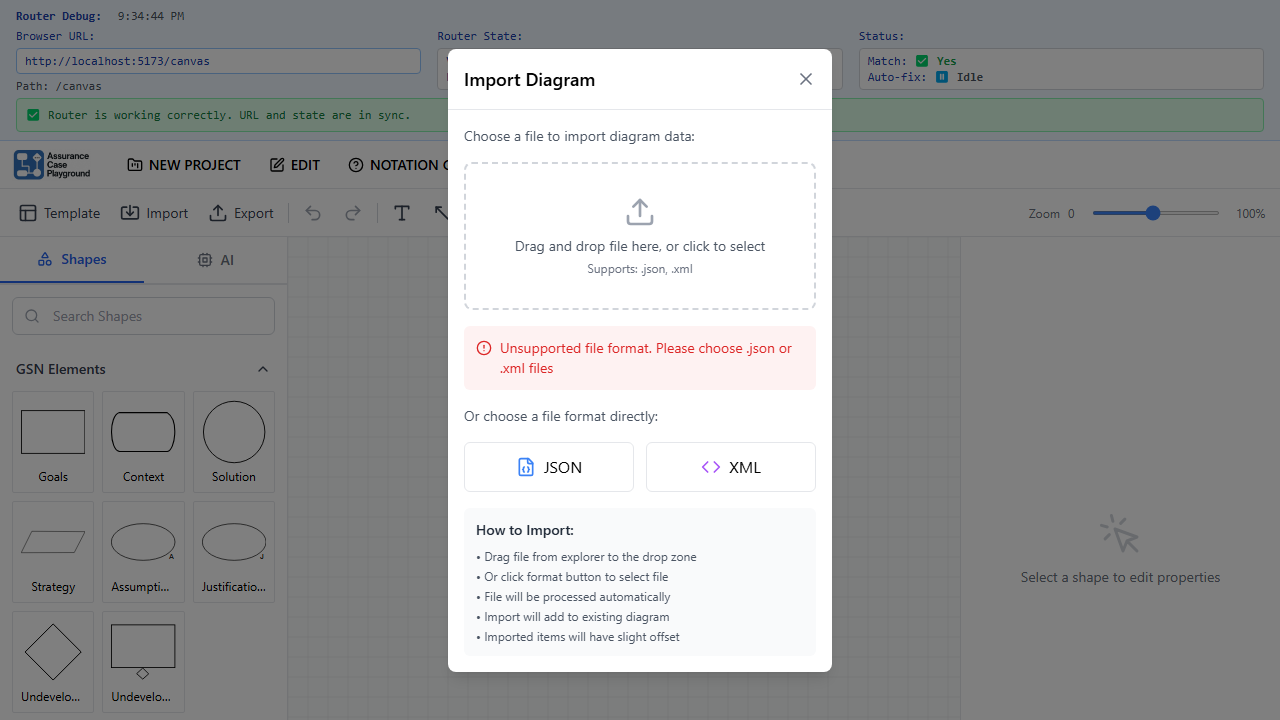 Router Debug: 9:34:44 PM
Browser URL:
Router State:
Status:
http://localhost:5173/canvas
Match: ✅ Yes
Auto-fix: ⏸ Idle
Path: /canvas
✅ Router is working correctly. URL and state are in sync.
Assurance
Case
Playground
NEW PROJECT
EDIT
NOTATION
Template
Import
Export
Zoom 0
100%
Shapes
AI
Search Shapes
GSN Elements
Goals
Context
Solution
Strategy
A
Assumpti...
J
Justificatio...
Undevelo...
Undevelo...
Import Diagram
Choose a file to import diagram data:
Drag and drop file here, or click to select
Supports: .json, .xml
Unsupported file format. Please choose .json or
.xml files
Or choose a file format directly:
JSON
XML
How to Import:
• Drag file from explorer to the drop zone
• Or click format button to select file
• File will be processed automatically
• Import will add to existing diagram
• Imported items will have slight offset
Select a shape to edit properties